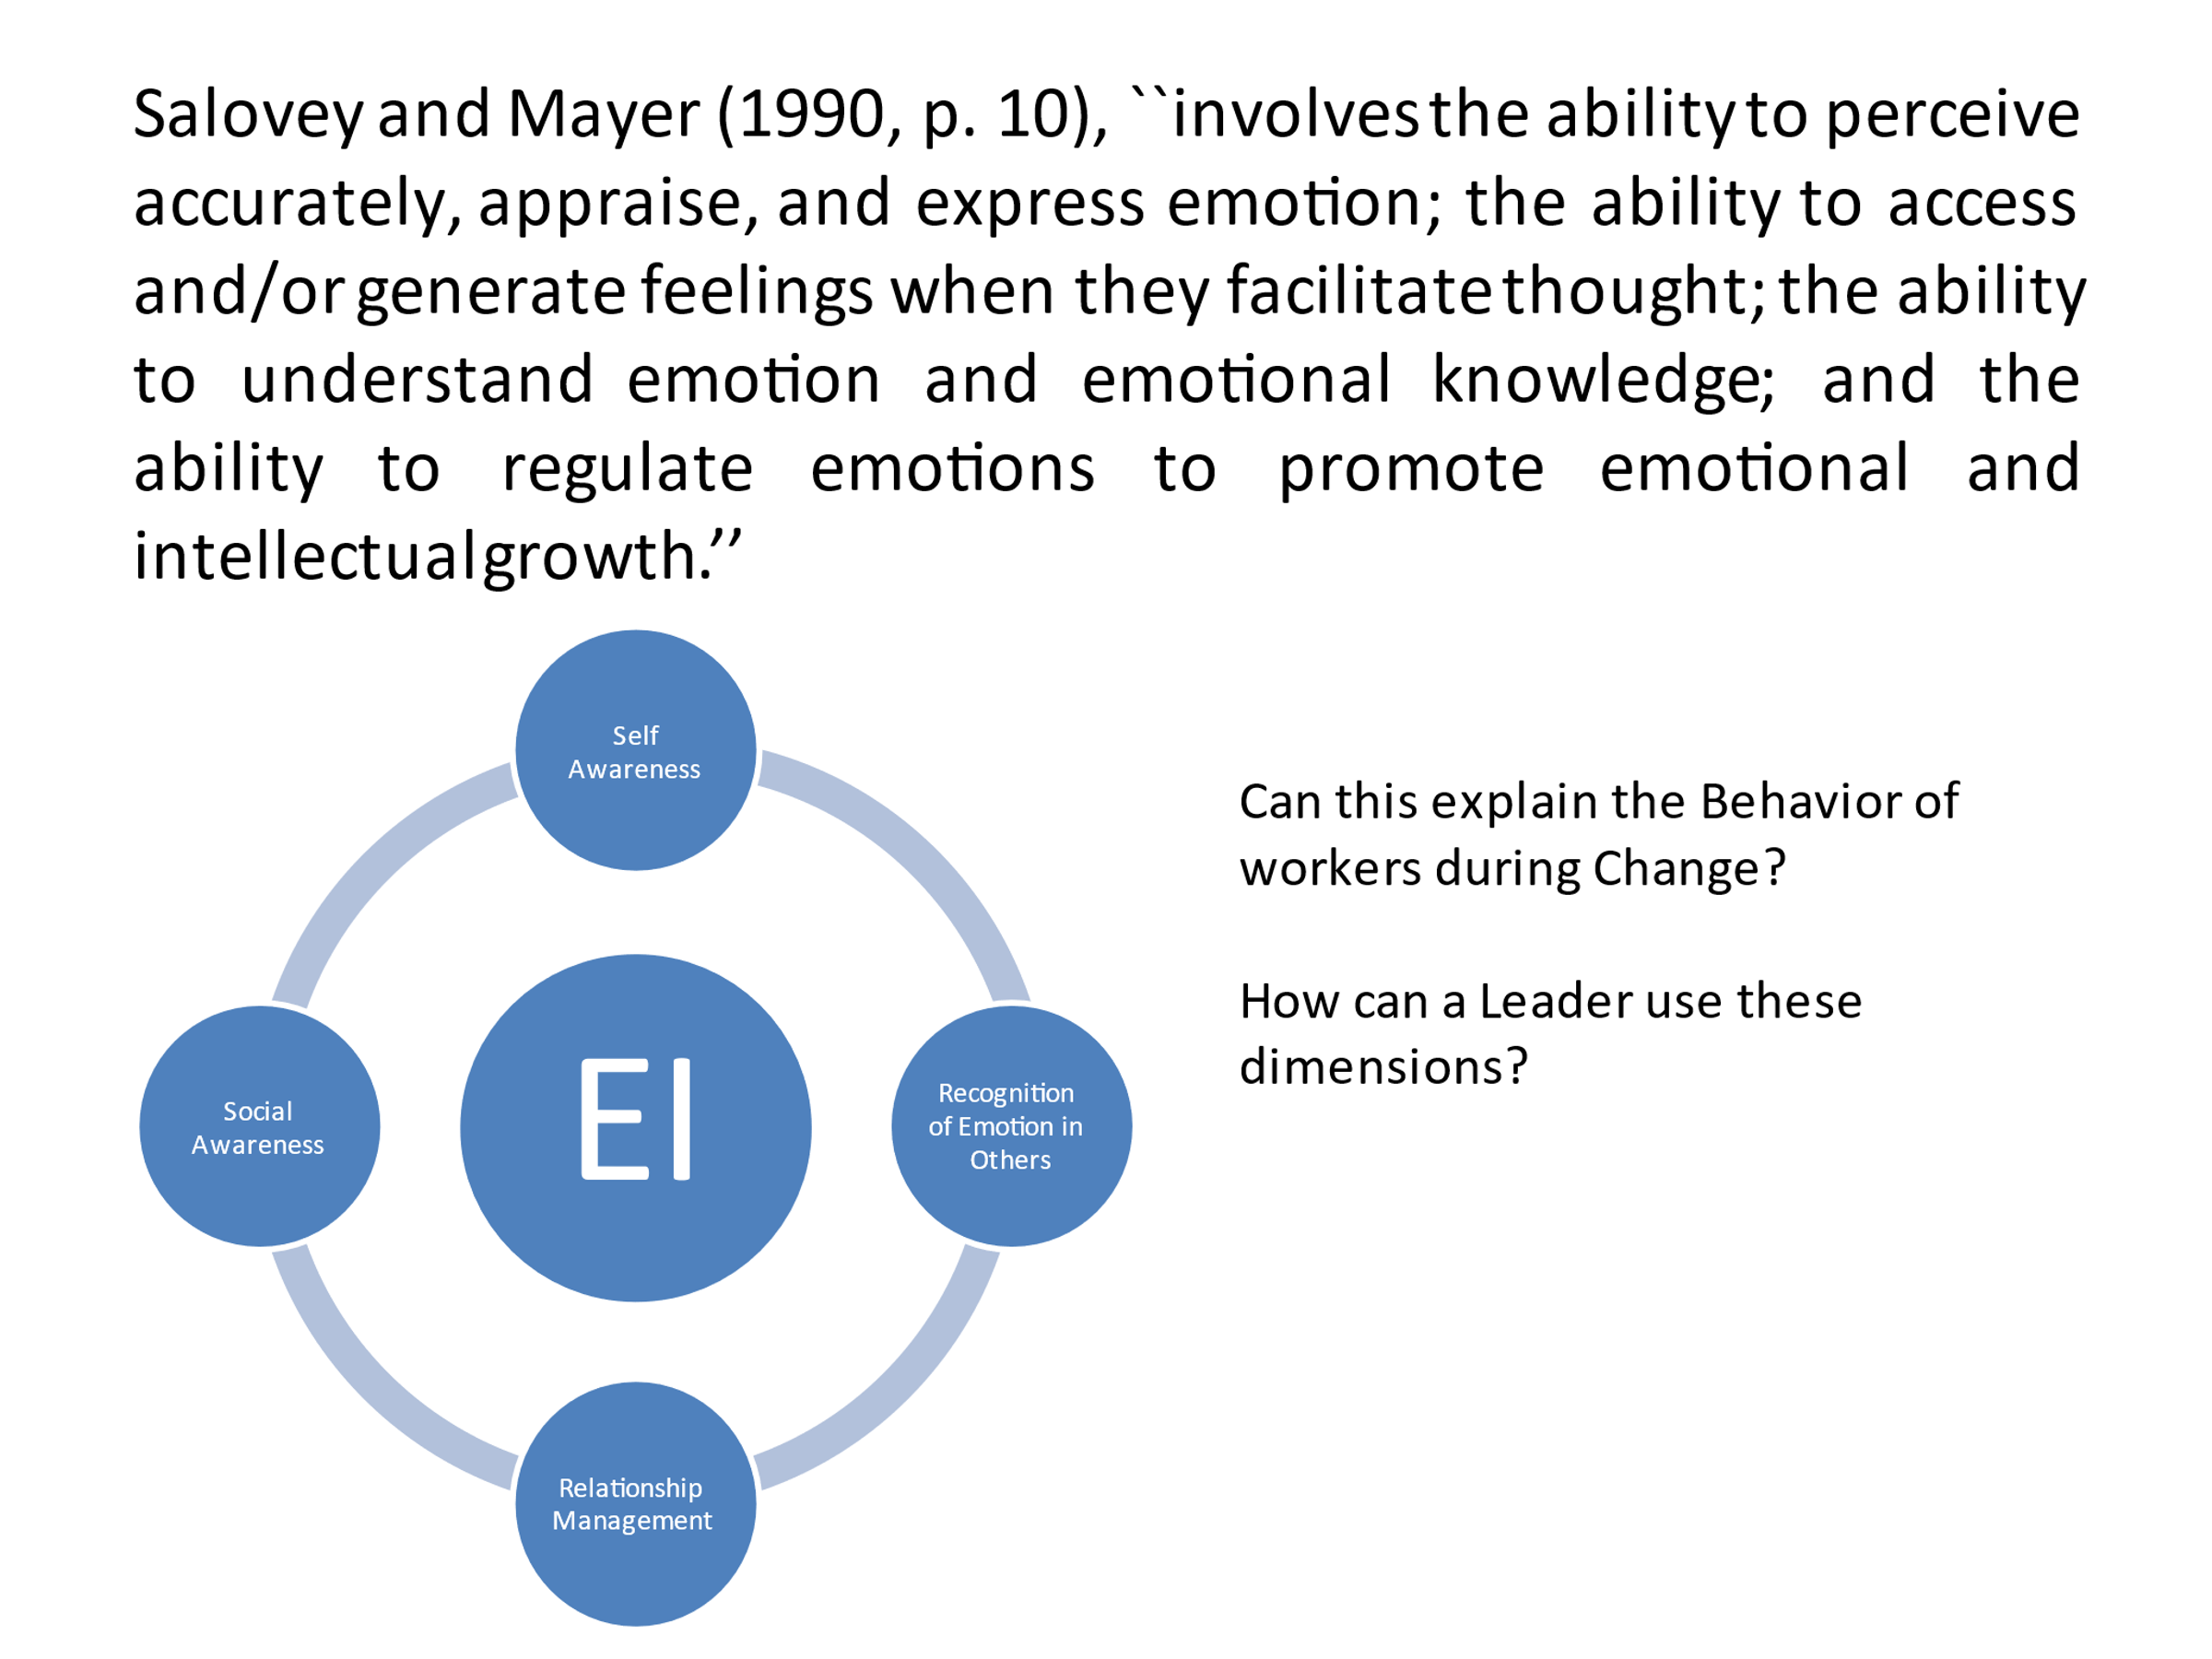 Salovey and Mayer (1990, p. 10), ``involves the ability to perceive
accurately, appraise, and express emotion; the ability to access
and/or generate feelings when they facilitate thought; the ability
to understand emotion and emotional knowledge; and the
ability to regulate emotions to promote emotional and
intellectual growth.’’
Self
Awareness
Recognition
of Emotion in
Others
Relationship
Management
Social
Awareness
EI
Can this explain the Behavior of
workers during Change?
How can a Leader use these
dimensions?